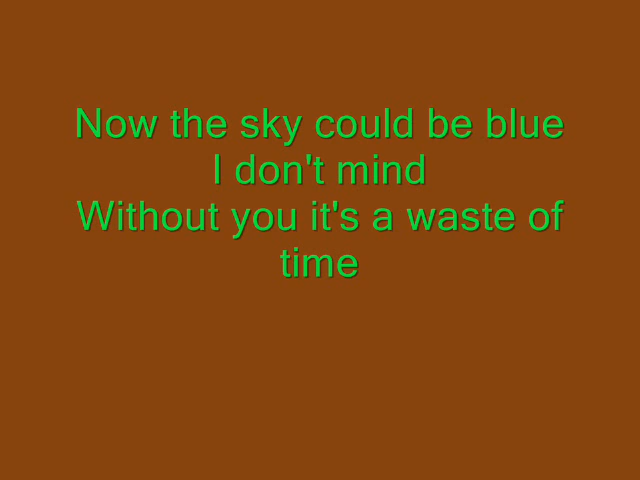 Now the sky could be blue
I don't mind
Without you it's a waste of
time